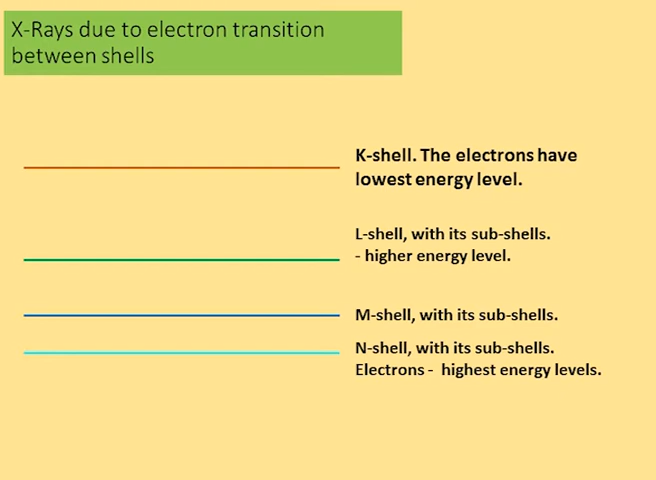 X-Rays due to electron transition
between shells
K-shell. The electrons have
lowest energy level.
L-shell, with its sub-shells.
- higher energy level.
M-shell, with its sub-shells.
N-shell, with its sub-shells.
Electrons - highest energy levels.